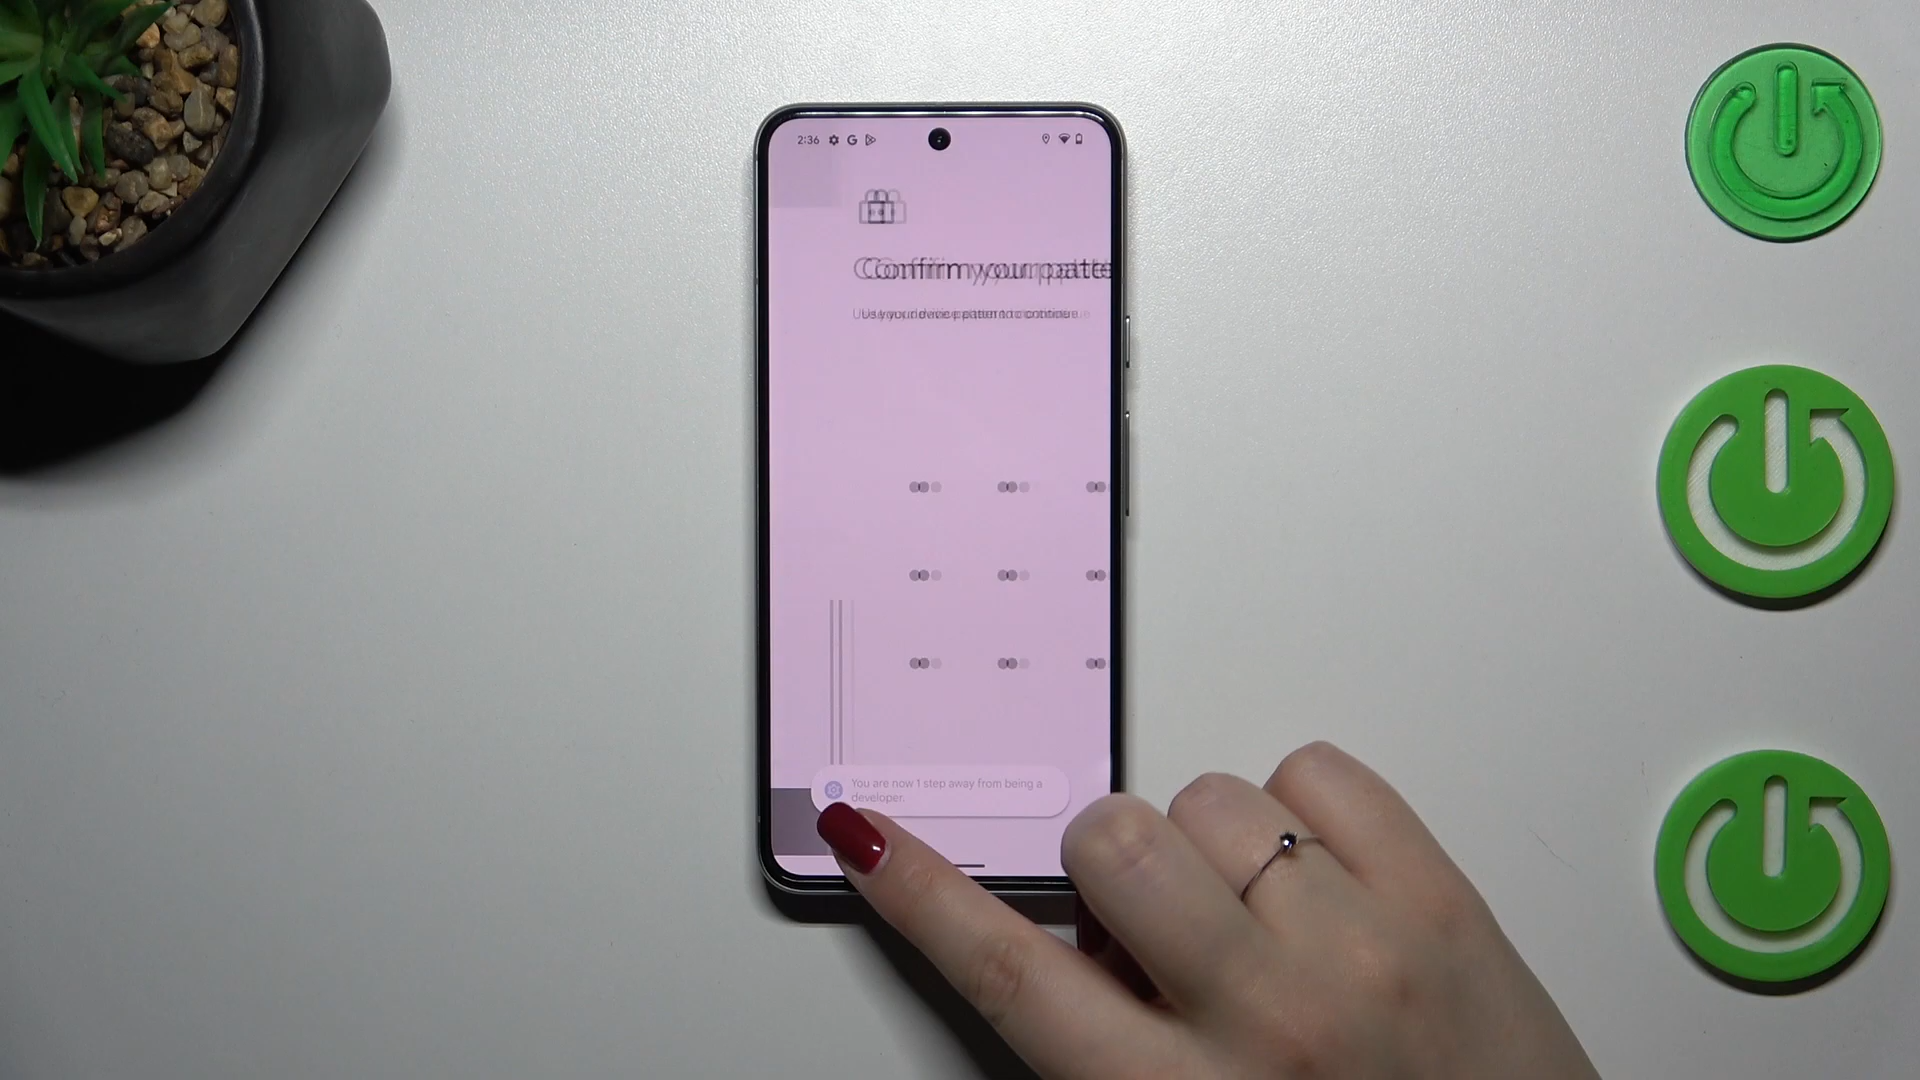 2:36
Confirm your patte
Use your device pattern to continue
You are now 1 step away from being a
developer.